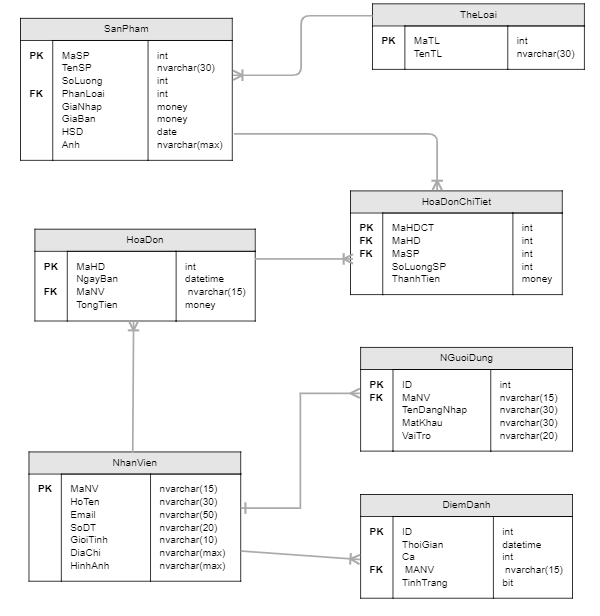 SanPham
PK MaSP int
TenSP nvarchar(30)
SoLuong int
FK PhanLoai int
GiaNhap money
GiaBan money
HSD date
Anh nvarchar(max)
TheLoai
PK MaTL int
TenTL nvarchar(30)
HoaDonChiTiet
PK MaHDCT int
FK MaHD int
FK MaSP int
SoLuongSP int
ThanhTien money
HoaDon
PK MaHD int
NgayBan datetime
FK MaNV nvarchar(15)
TongTien money
NGuoiDung
PK ID int
FK MaNV nvarchar(15)
TenDangNhap nvarchar(30)
MatKhau nvarchar(30)
VaiTro nvarchar(20)
NhanVien
PK MaNV nvarchar(15)
HoTen nvarchar(30)
Email nvarchar(50)
SoDT nvarchar(20)
GioiTinh nvarchar(10)
DiaChi nvarchar(max)
HinhAnh nvarchar(max)
DiemDanh
PK ID int
ThoiGian datetime
Ca int
FK MANV nvarchar(15)
TinhTrang bit